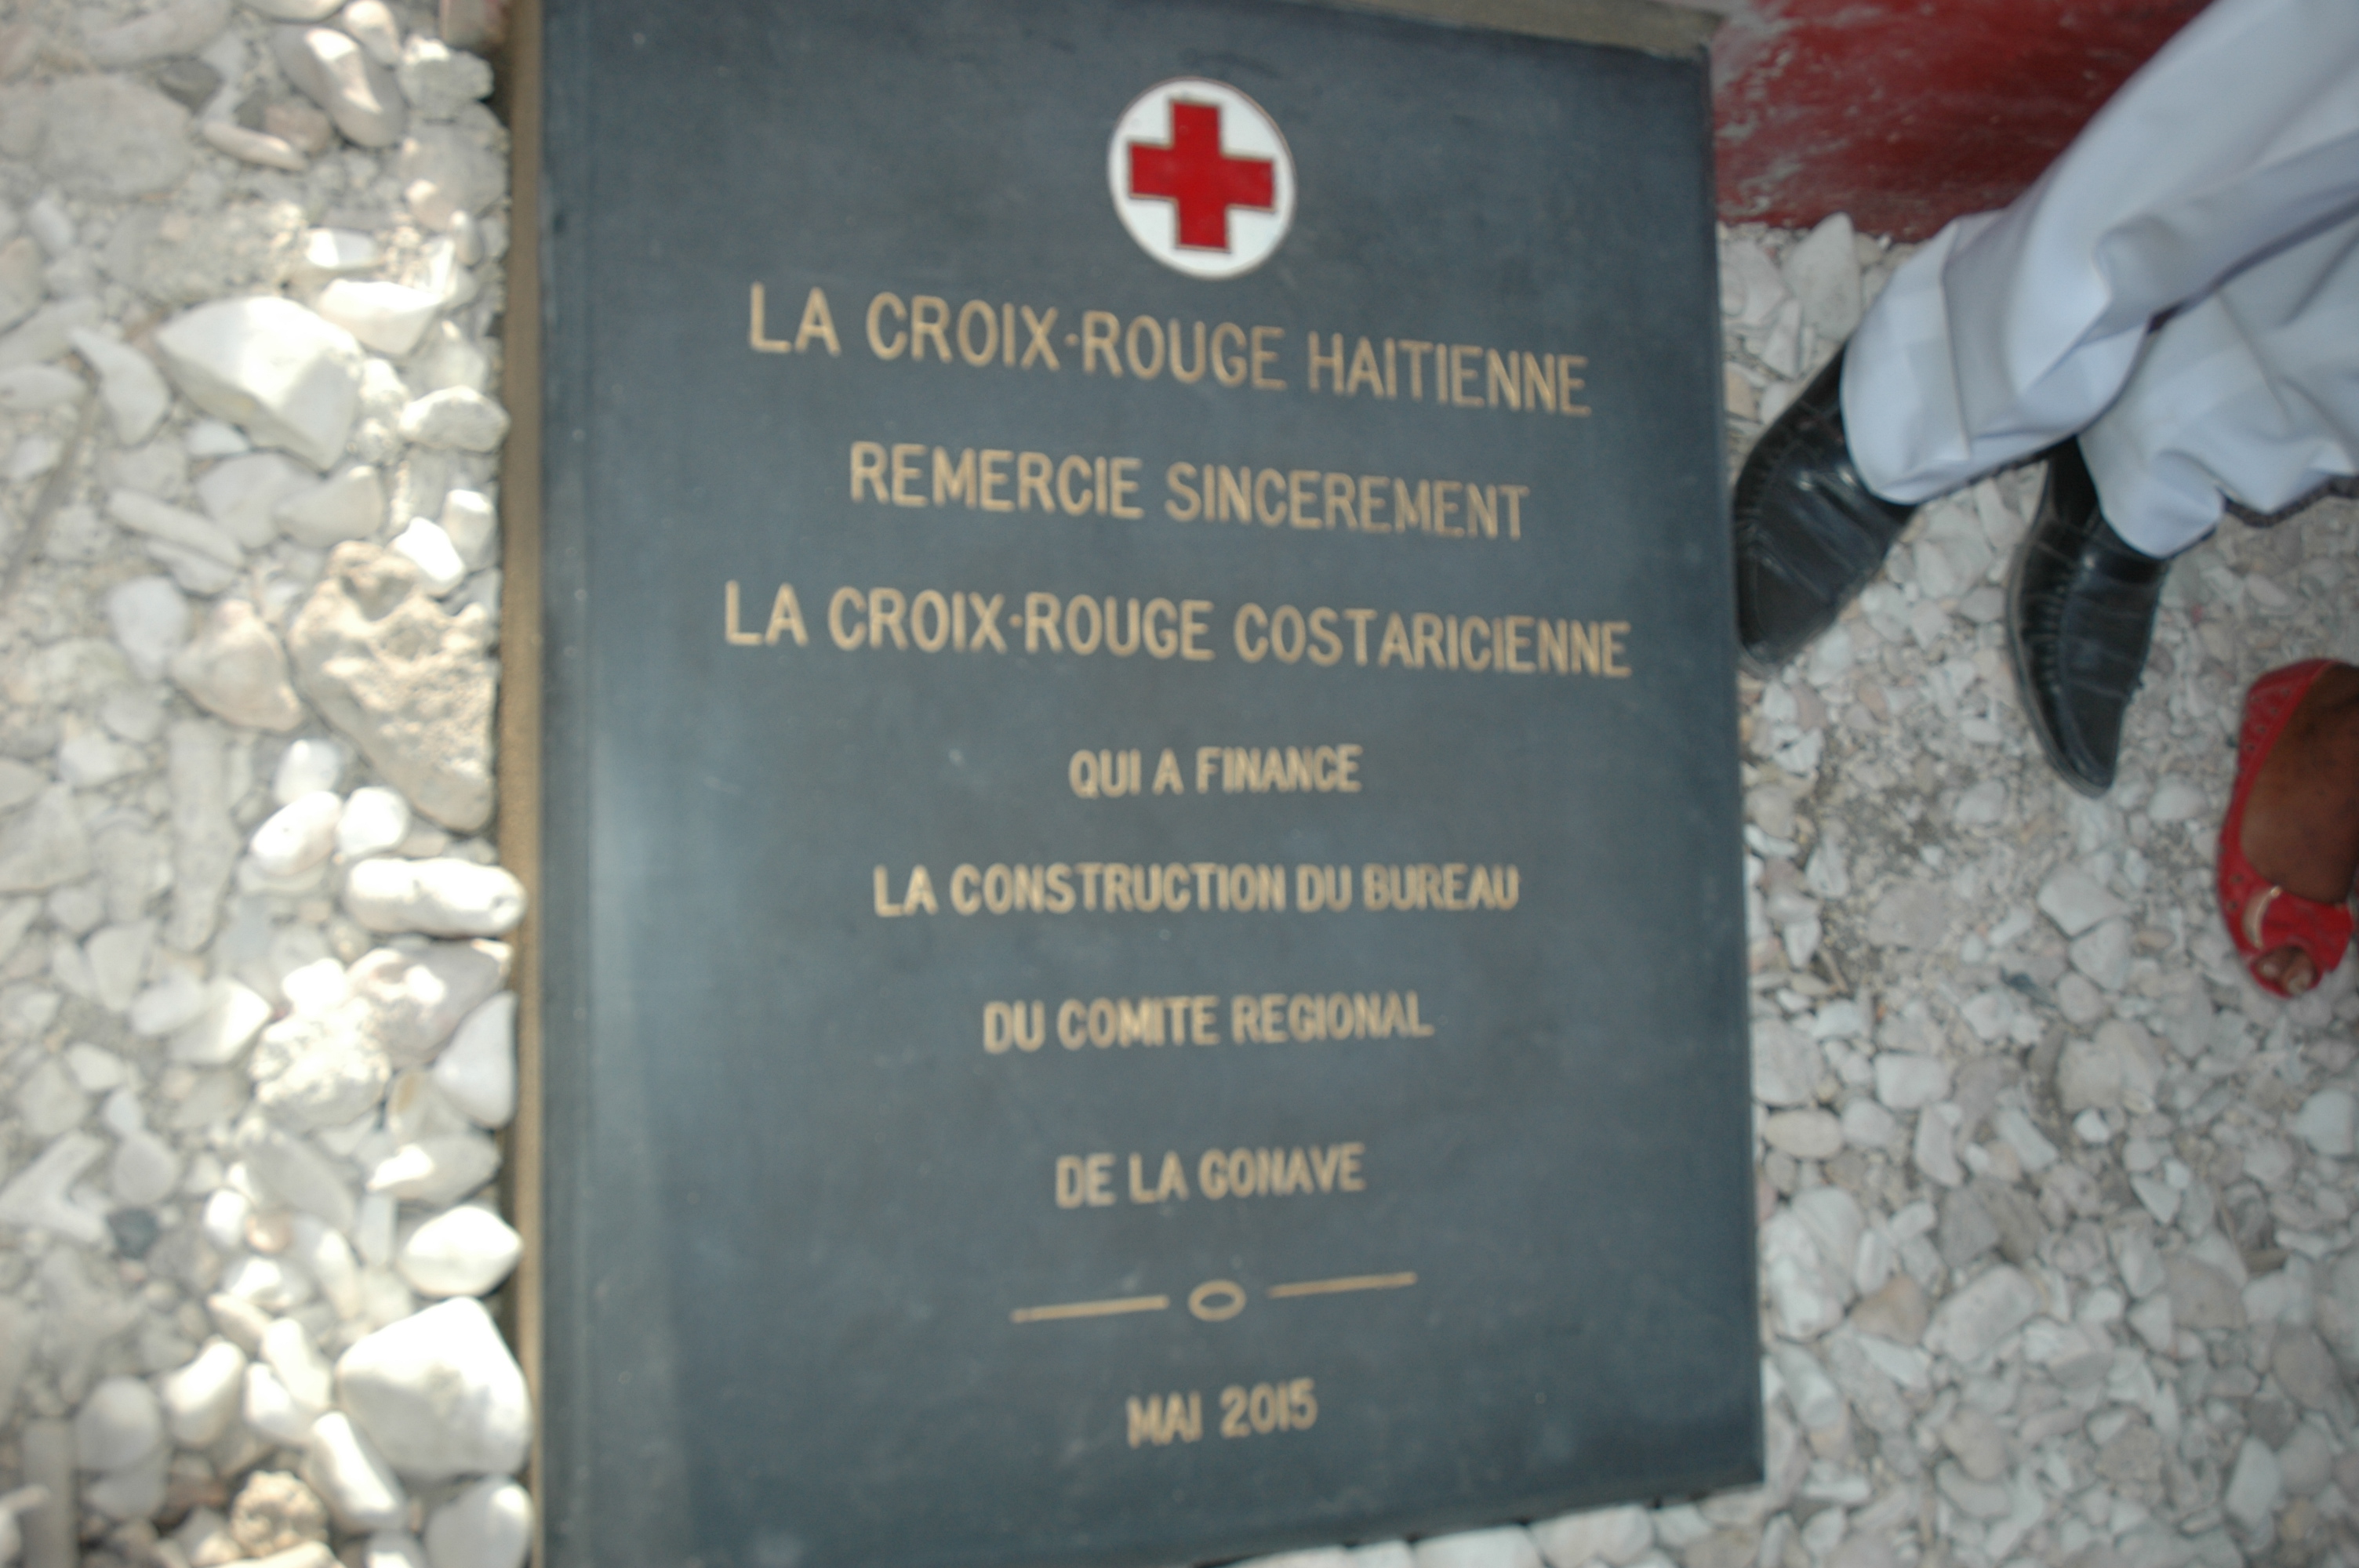 LA CROIX-ROUGE HAITIENNE
REMERCIE SINCEREMENT
LA CROIX-ROUGE COSTARICIENNE
QUI A FINANCE
LA CONSTRUCTION DU BUREAU
DU COMITE REGIONAL
DE LA GONAVE
MAI 2015